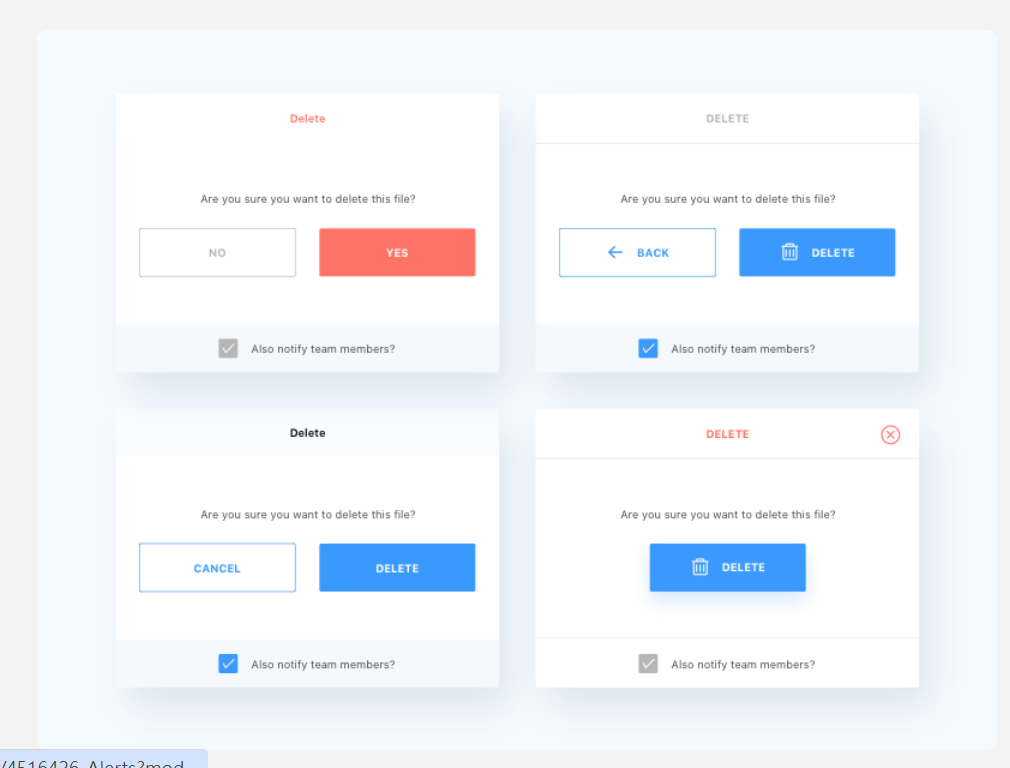 Delete
Are you sure you want to delete this file?
NO
YES
Also notify team members?
DELETE
Are you sure you want to delete this file?
BACK
DELETE
Also notify team members?
Delete
Are you sure you want to delete this file?
CANCEL
DELETE
Also notify team members?
DELETE
Are you sure you want to delete this file?
DELETE
Also notify team members?
/4516426-Alerts?mod...